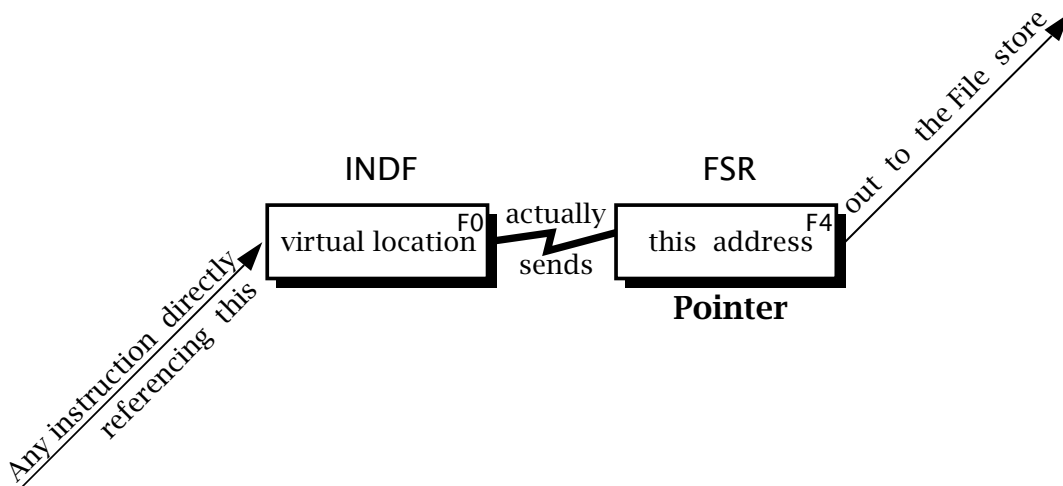 Any instruction directly
referencing this
INDF
F0
virtual location
actually
sends
FSR
F4
this address
Pointer
out to the File store